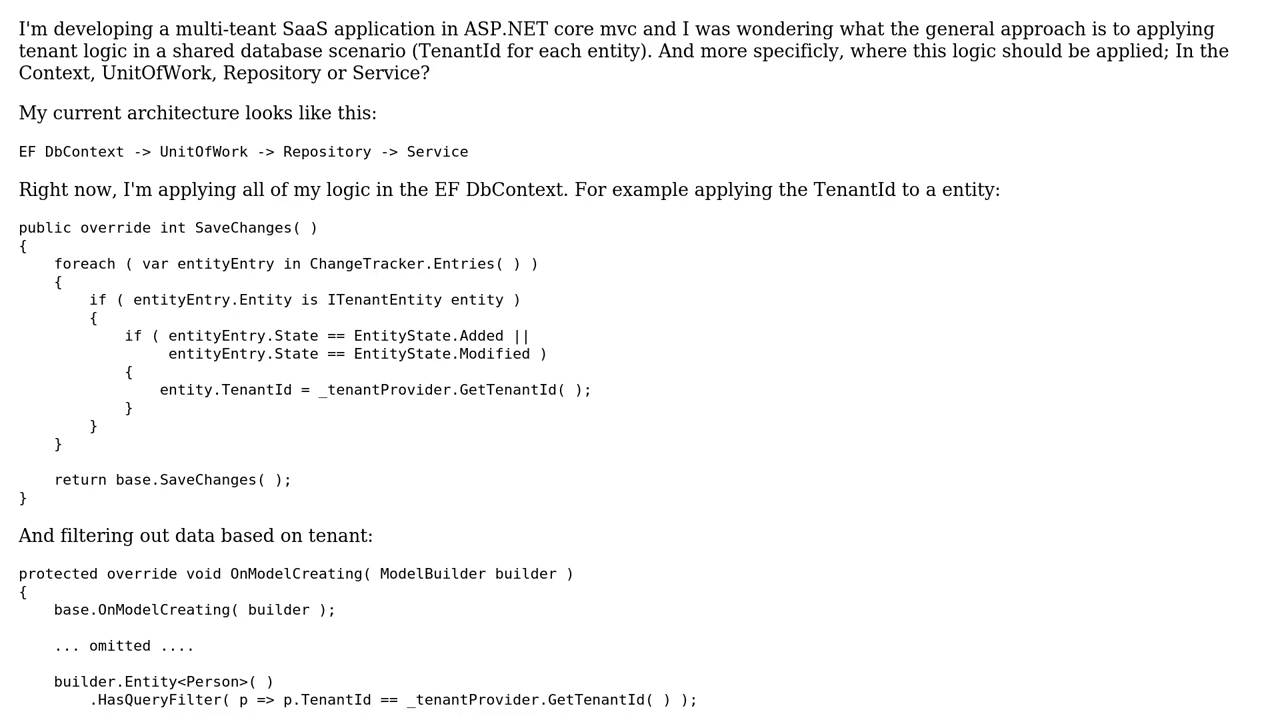 I'm developing a multi-teant SaaS application in ASP.NET core mvc and I was wondering what the general approach is to applying
tenant logic in a shared database scenario (TenantId for each entity). And more specificly, where this logic should be applied; In the
Context, UnitOfWork, Repository or Service?
My current architecture looks like this:
EF DbContext -> UnitOfWork -> Repository -> Service
Right now, I'm applying all of my logic in the EF DbContext. For example applying the TenantId to a entity:
public override int SaveChanges( )
{
    foreach ( var entityEntry in ChangeTracker.Entries( ) )
    {
        if ( entityEntry.Entity is ITenantEntity entity )
        {
            if ( entityEntry.State == EntityState.Added ||
                 entityEntry.State == EntityState.Modified )
            {
                entity.TenantId = _tenantProvider.GetTenantId( );
            }
        }
    }
    return base.SaveChanges( );
}
And filtering out data based on tenant:
protected override void OnModelCreating( ModelBuilder builder )
{
    base.OnModelCreating( builder );
    ... omitted ....
    builder.Entity<Person>( )
        .HasQueryFilter( p => p.TenantId == _tenantProvider.GetTenantId( ) );